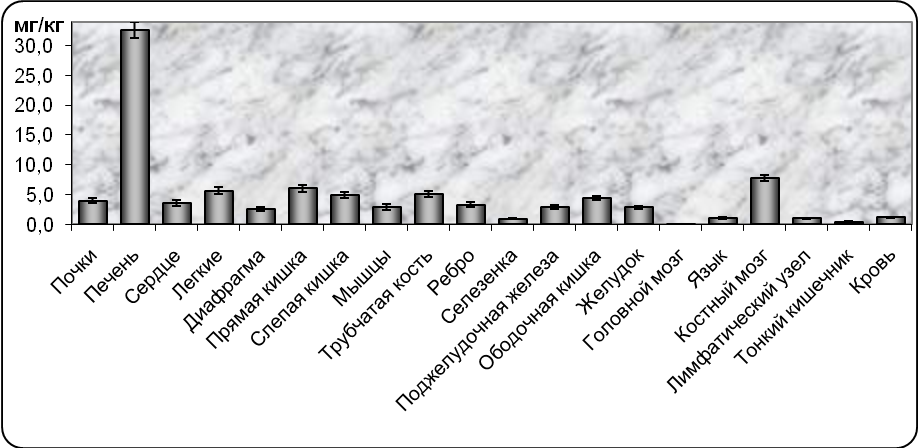 мг/кг
30,0
25,0
20,0
15,0
10,0
5,0
0,0
Почки
Печень
Сердце
Легкие
Диафрагма
Прямая кишка
Слепая кишка
Мышцы
Трубчатая кость
Ребро
Селезенка
Поджелудочная железа
Ободочная кишка
Желудок
Головной мозг
Язык
Костный мозг
Лимфатический узел
Тонкий кишечник
Кровь